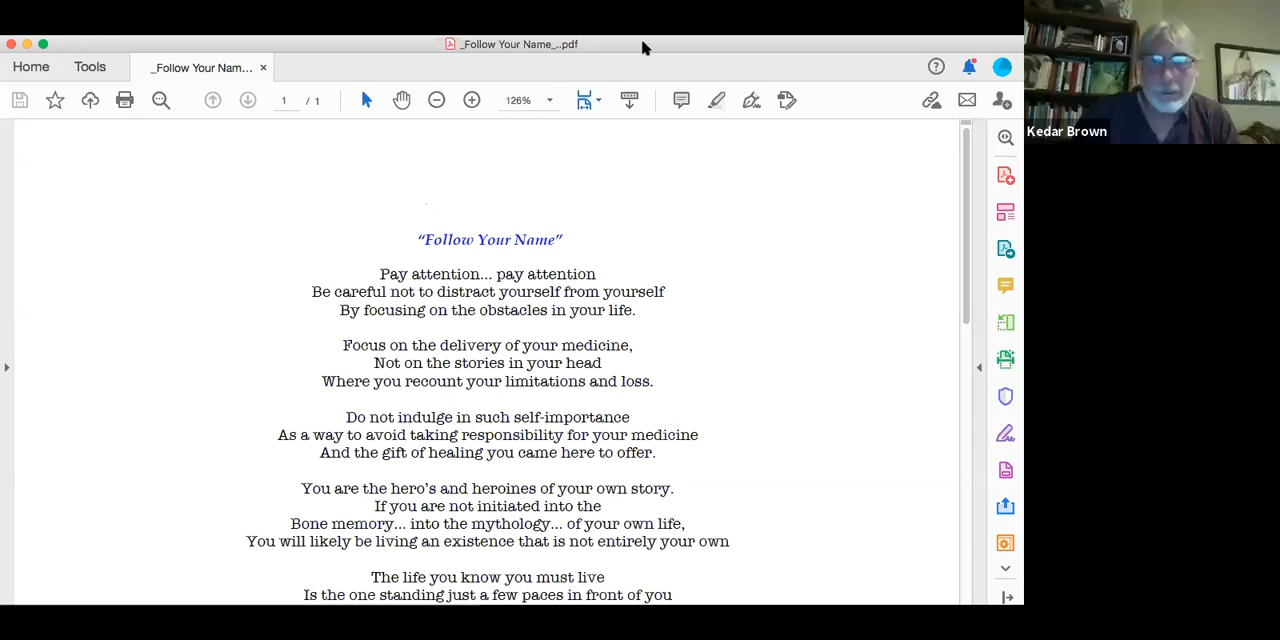 _Follow Your Name_..pdf
Home
Tools
_Follow Your Nam... ×
1 / 1
126%
Kedar Brown
“Follow Your Name”
Pay attention... pay attention
Be careful not to distract yourself from yourself
By focusing on the obstacles in your life.
Focus on the delivery of your medicine,
Not on the stories in your head
Where you recount your limitations and loss.
Do not indulge in such self-importance
As a way to avoid taking responsibility for your medicine
And the gift of healing you came here to offer.
You are the hero’s and heroines of your own story.
If you are not initiated into the
Bone memory... into the mythology... of your own life,
You will likely be living an existence that is not entirely your own
The life you know you must live
Is the one standing just a few paces in front of you